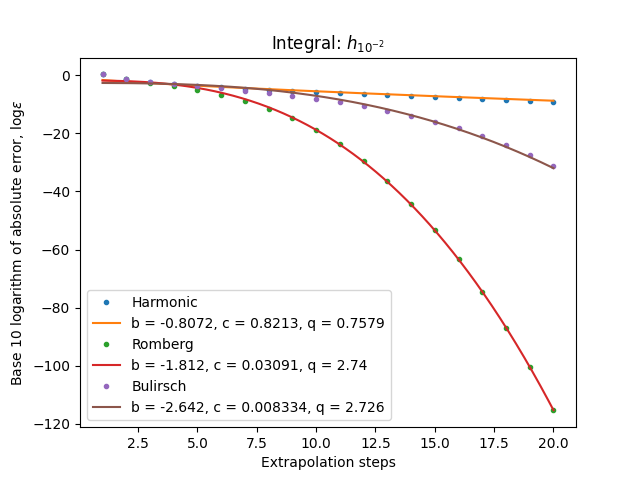 Integral: $h_{10^{-2}}$
Base 10 logarithm of absolute error, logε
0
−20
−40
−60
−80
−100
−120
Harmonic
b = -0.8072, c = 0.8213, q = 0.7579
Romberg
b = -1.812, c = 0.03091, q = 2.74
Bulirsch
b = -2.642, c = 0.008334, q = 2.726
2.5 5.0 7.5 10.0 12.5 15.0 17.5 20.0
Extrapolation steps